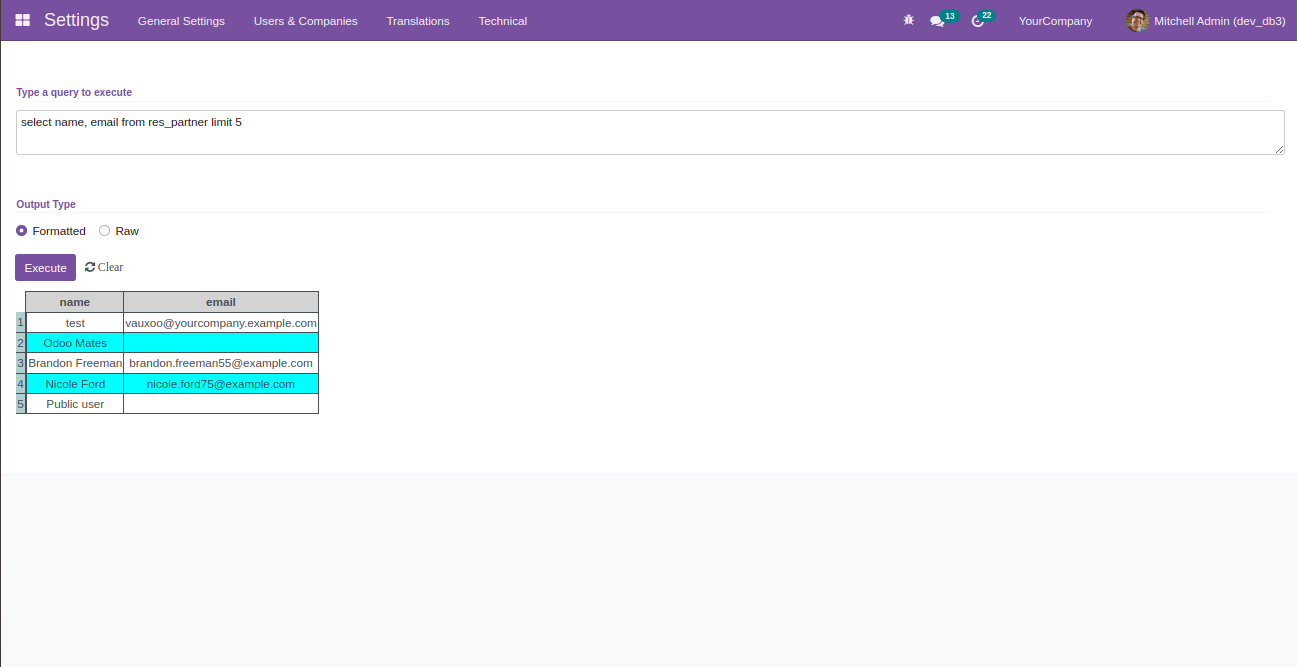 Settings General Settings Users & Companies Translations Technical 13 22 YourCompany Mitchell Admin (dev_db3)
Type a query to execute
select name, email from res_partner limit 5
Output Type
Formatted Raw
Execute Clear
name email
1 test vauxoo@yourcompany.example.com
2 Odoo Mates
3 Brandon Freeman brandon.freeman55@example.com
4 Nicole Ford nicole.ford75@example.com
5 Public user